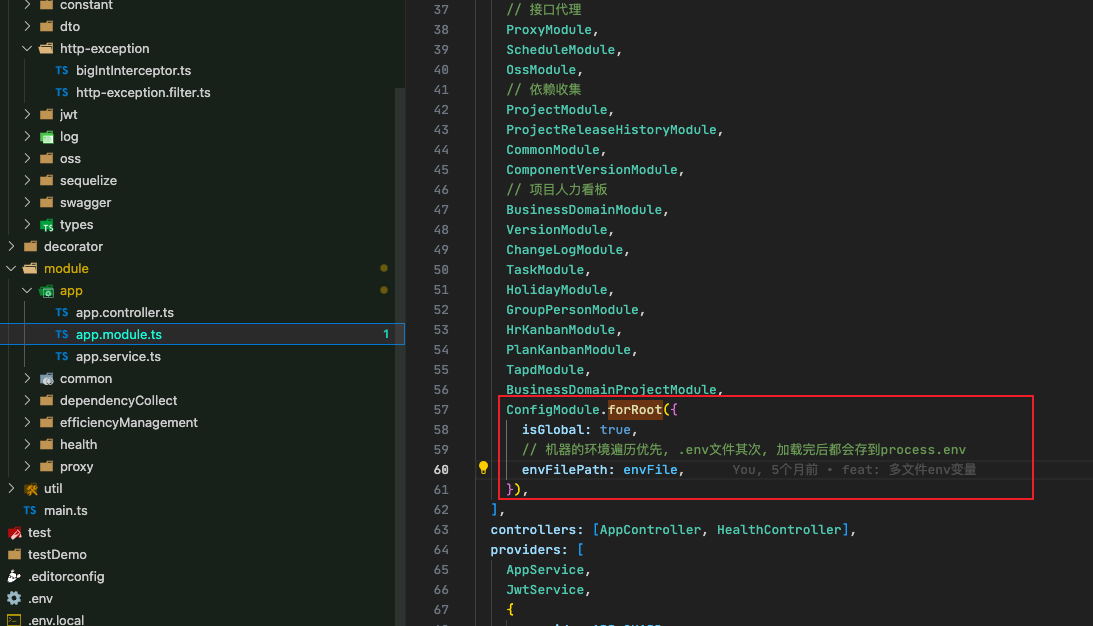 constant
dto
http-exception
TS bigIntInterceptor.ts
TS http-exception.filter.ts
jwt
log
oss
sequelize
swagger
types
decorator
module
app
TS app.controller.ts
TS app.module.ts 1
TS app.service.ts
common
dependencyCollect
efficiencyManagement
health
proxy
util
TS main.ts
test
testDemo
.editorconfig
.env
.env.local
37 // 接口代理
38 ProxyModule,
39 ScheduleModule,
40 OssModule,
41 // 依赖收集
42 ProjectModule,
43 ProjectReleaseHistoryModule,
44 CommonModule,
45 ComponentVersionModule,
46 // 项目人力看板
47 BusinessDomainModule,
48 VersionModule,
49 ChangeLogModule,
50 TaskModule,
51 HolidayModule,
52 GroupPersonModule,
53 HrKanbanModule,
54 PlanKanbanModule,
55 TapdModule,
56 BusinessDomainProjectModule,
57 ConfigModule.forRoot({
58 isGlobal: true,
59 // 机器的环境遍历优先, .env文件其次, 加载完后都会存到process.env
60 envFilePath: envFile, You, 5个月前 • feat: 多文件env变量
61 }),
62 ],
63 controllers: [AppController, HealthController],
64 providers: [
65 AppService,
66 JwtService,
67 {